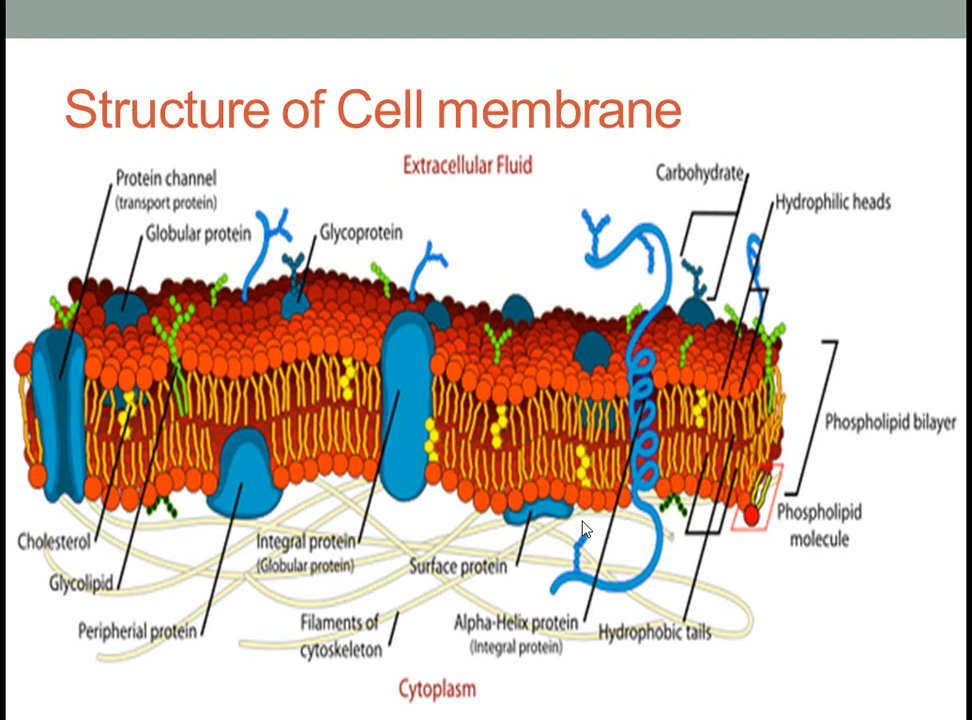 Structure of Cell membrane
Extracellular Fluid
Protein channel
(transport protein)
Globular protein
Glycoprotein
Carbohydrate
Hydrophilic heads
Phospholipid bilayer
Phospholipid
molecule
Cholesterol
Glycolipid
Peripherial protein
Integral protein
(Globular protein)
Filaments of
cytoskeleton
Surface protein
Alpha-Helix protein
(Integral protein)
Hydrophobic tails
Cytoplasm